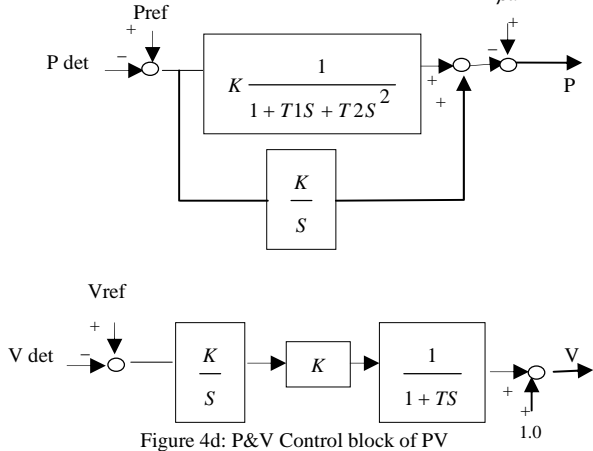 Pref
+
P det
−
K 1 / 1 + T1S + T2S^2
+
+
−
+
P
K / S
Vref
+
V det
−
K / S
K
1 / 1 + TS
+
+
V
1.0
Figure 4d: P&V Control block of PV